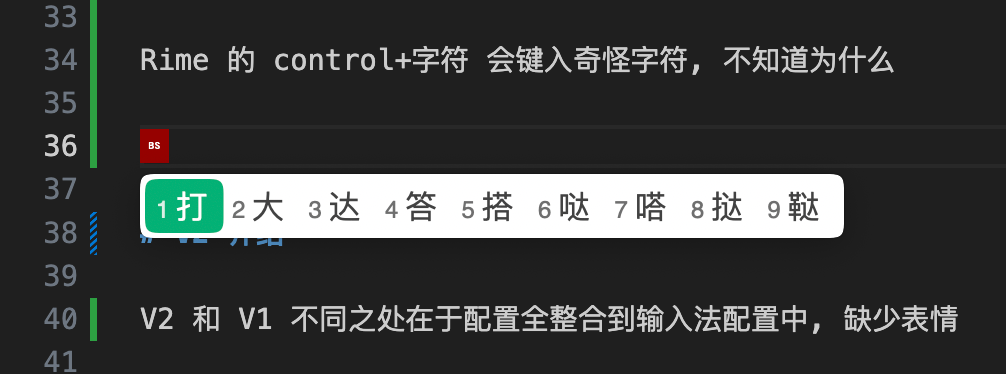 33
34 Rime 的 control+字符 会键入奇怪字符, 不知道为什么
35
36 BS
37
1 打 2 大 3 达 4 答 5 搭 6 哒 7 嗒 8 挞 9 鞑
38
39
40 V2 和 V1 不同之处在于配置全整合到输入法配置中, 缺少表情
41